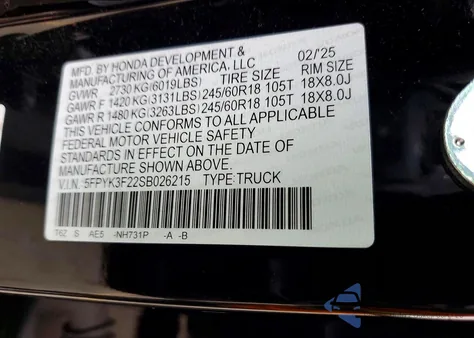 MFD. BY HONDA DEVELOPMENT & 02/'25
MANUFACTURING OF AMERICA, LLC
GVWR 2730 KG(6019LBS) TIRE SIZE RIM SIZE
GAWR F 1420 KG(3131LBS)245/60R18 105T 18X8.0J
GAWR R 1480 KG(3263LBS)245/60R18 105T 18X8.0J
THIS VEHICLE CONFORMS TO ALL APPLICABLE
FEDERAL MOTOR VEHICLE SAFETY
STANDARDS IN EFFECT ON THE DATE OF
MANUFACTURE SHOWN ABOVE.
V.I.N. 5FPYK3F22SB026215 TYPE:TRUCK
T6Z S AE5 -NH731P -A -B